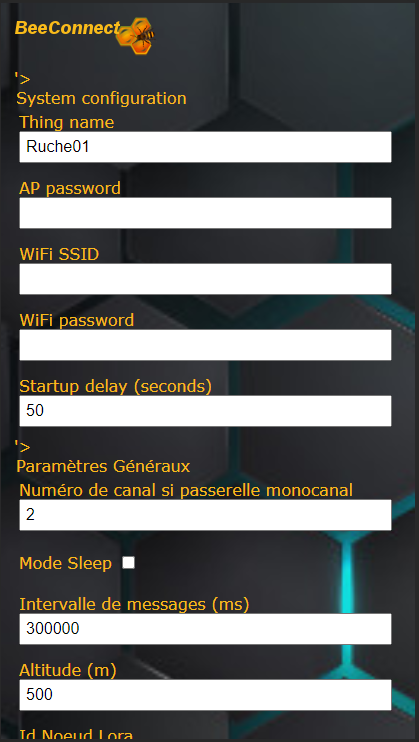 BeeConnect
'>
System configuration
Thing name
Ruche01
AP password
WiFi SSID
WiFi password
Startup delay (seconds)
50
'>
Paramètres Généraux
Numéro de canal si passerelle monocanal
2
Mode Sleep
Intervalle de messages (ms)
300000
Altitude (m)
500
Id Noeud Lora